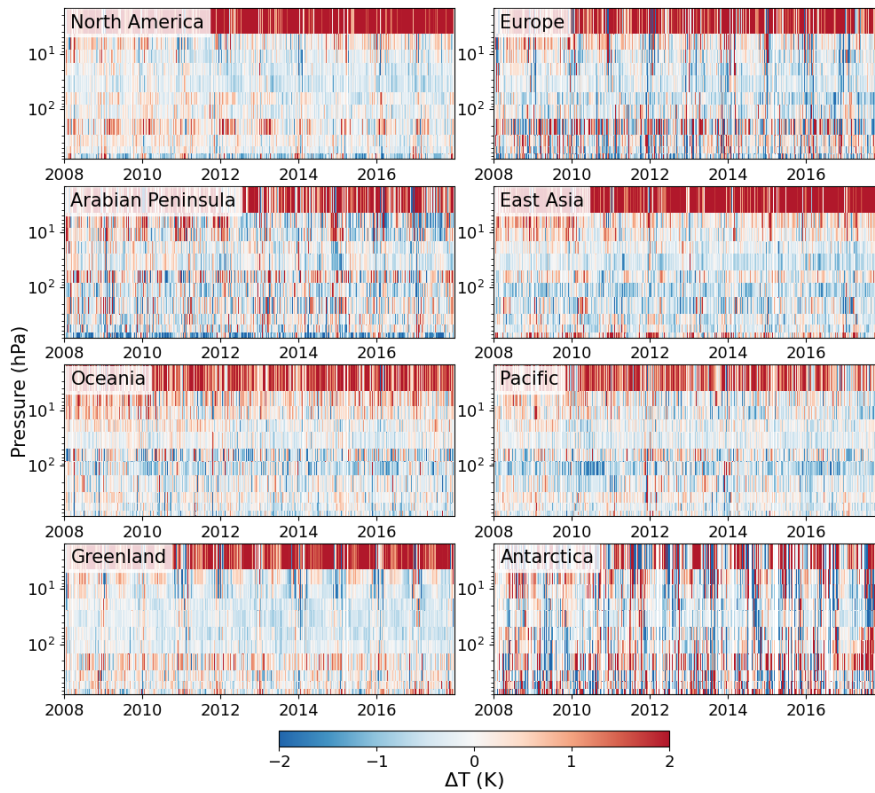 North America
Europe
10¹
10²
10¹
10²
2008 2010 2012 2014 2016
2008 2010 2012 2014 2016
Arabian Peninsula
East Asia
10¹
10²
10¹
10²
2008 2010 2012 2014 2016
2008 2010 2012 2014 2016
Pressure (hPa)
Oceania
Pacific
10¹
10²
10¹
10²
2008 2010 2012 2014 2016
2008 2010 2012 2014 2016
Greenland
Antarctica
10¹
10²
10¹
10²
2008 2010 2012 2014 2016
2008 2010 2012 2014 2016
−2 −1 0 1 2
ΔT (K)